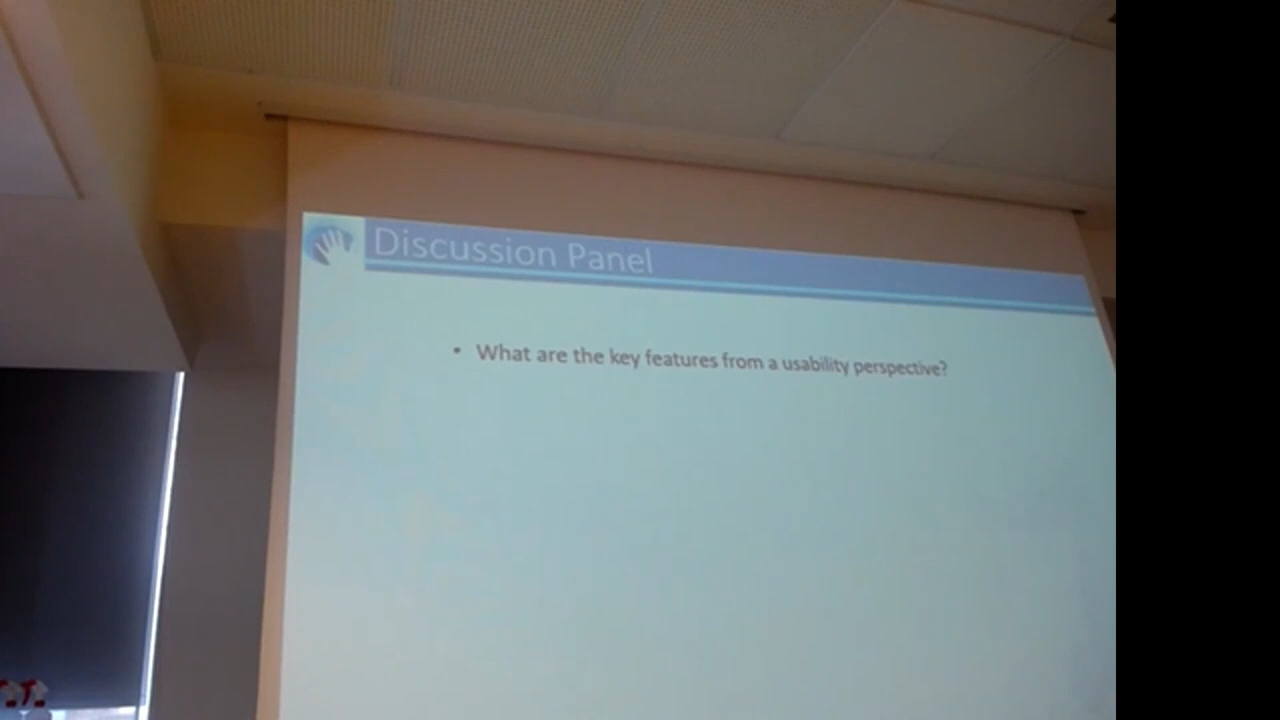 Discussion Panel
• What are the key features from a usability perspective?